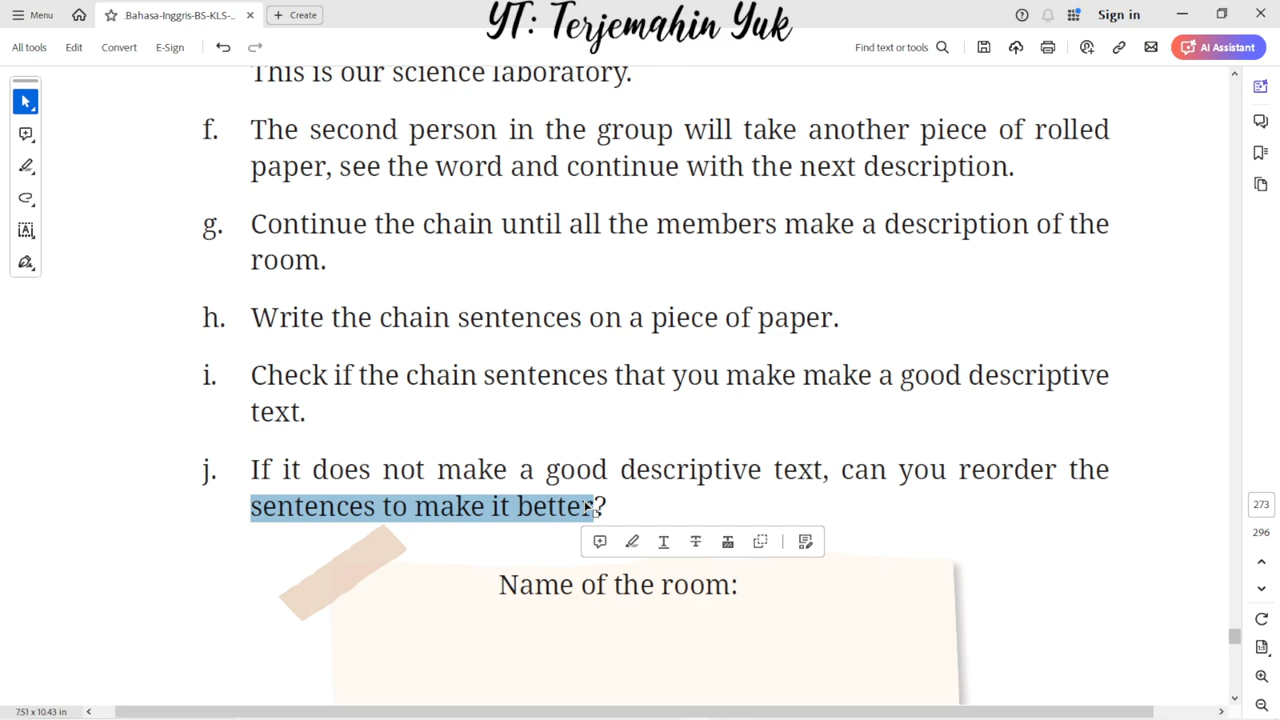 Menu
.Bahasa-Inggris-BS-KLS-...
Create
YT: Terjemahin Yuk
Sign in
All tools
Edit
Convert
E-Sign
Find text or tools
AI Assistant
This is our science laboratory.
f. The second person in the group will take another piece of rolled
paper, see the word and continue with the next description.
g. Continue the chain until all the members make a description of the
room.
h. Write the chain sentences on a piece of paper.
i. Check if the chain sentences that you make make a good descriptive
text.
j. If it does not make a good descriptive text, can you reorder the
sentences to make it better?
Name of the room:
273
296
7.51 x 10.43 in